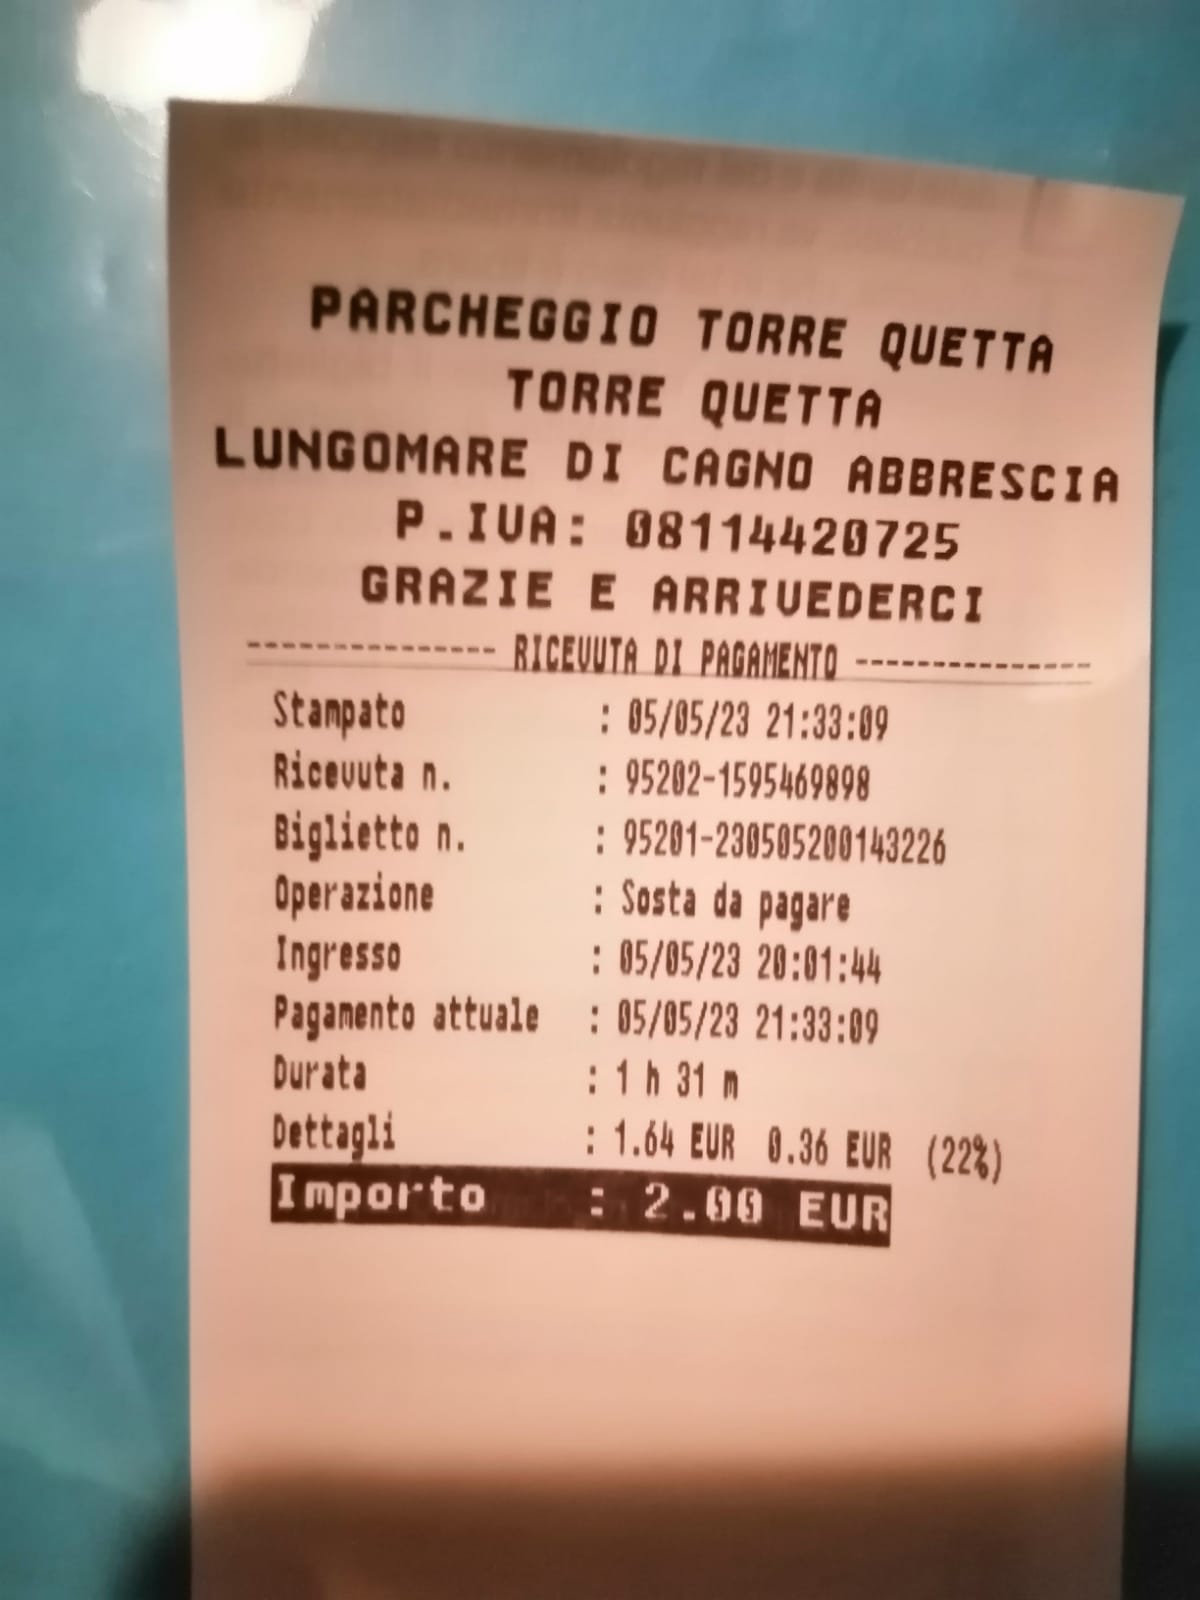 PARCHEGGIO TORRE QUETTA
TORRE QUETTA
LUNGOMARE DI CAGNO ABBRESCIA
P.IVA: 08114420725
GRAZIE E ARRIVEDERCI
--------------- RICEVUTA DI PAGAMENTO ---------------
Stampato : 05/05/23 21:33:09
Ricevuta n. : 95202-1595469898
Biglietto n. : 95201-230505200143226
Operazione : Sosta da pagare
Ingresso : 05/05/23 20:01:44
Pagamento attuale : 05/05/23 21:33:09
Durata : 1 h 31 m
Dettagli : 1.64 EUR 0.36 EUR (22%)
Importo : 2.00 EUR